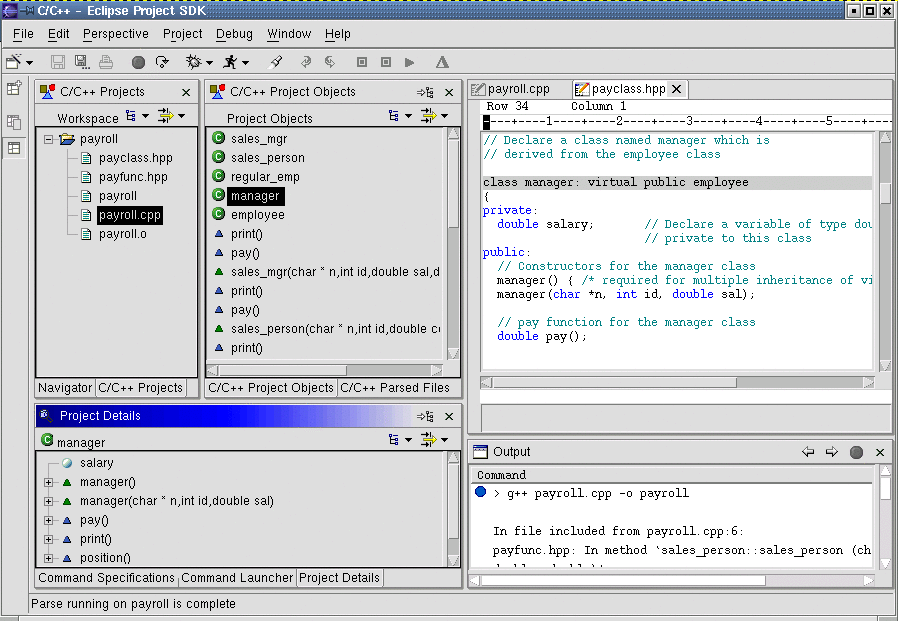 C/C++ - Eclipse Project SDK
File Edit Perspective Project Debug Window Help
C/C++ Projects
Workspace
payroll
payclass.hpp
payfunc.hpp
payroll
payroll.cpp
payroll.o
Navigator C/C++ Projects
C/C++ Project Objects
Project Objects
sales_mgr
sales_person
regular_emp
manager
employee
print()
pay()
sales_mgr(char * n,int id,double sal,d
print()
pay()
sales_person(char * n,int id,double c
print()
C/C++ Project Objects C/C++ Parsed Files
payroll.cpp payclass.hpp
Row 34 Column 1
----+----1----+----2----+----3----+----4----+----5----+
// Declare a class named manager which is
// derived from the employee class
class manager: virtual public employee
{
private:
double salary; // Declare a variable of type dou
// private to this class
public:
// Constructors for the manager class
manager() { /* required for multiple inheritance of vi
manager(char *n, int id, double sal);
// pay function for the manager class
double pay();
Project Details
manager
salary
manager()
manager(char * n,int id,double sal)
pay()
print()
position()
Command Specifications Command Launcher Project Details
Output
Command
> g++ payroll.cpp -o payroll
In file included from payroll.cpp:6:
payfunc.hpp: In method `sales_person::sales_person (ch
Parse running on payroll is complete